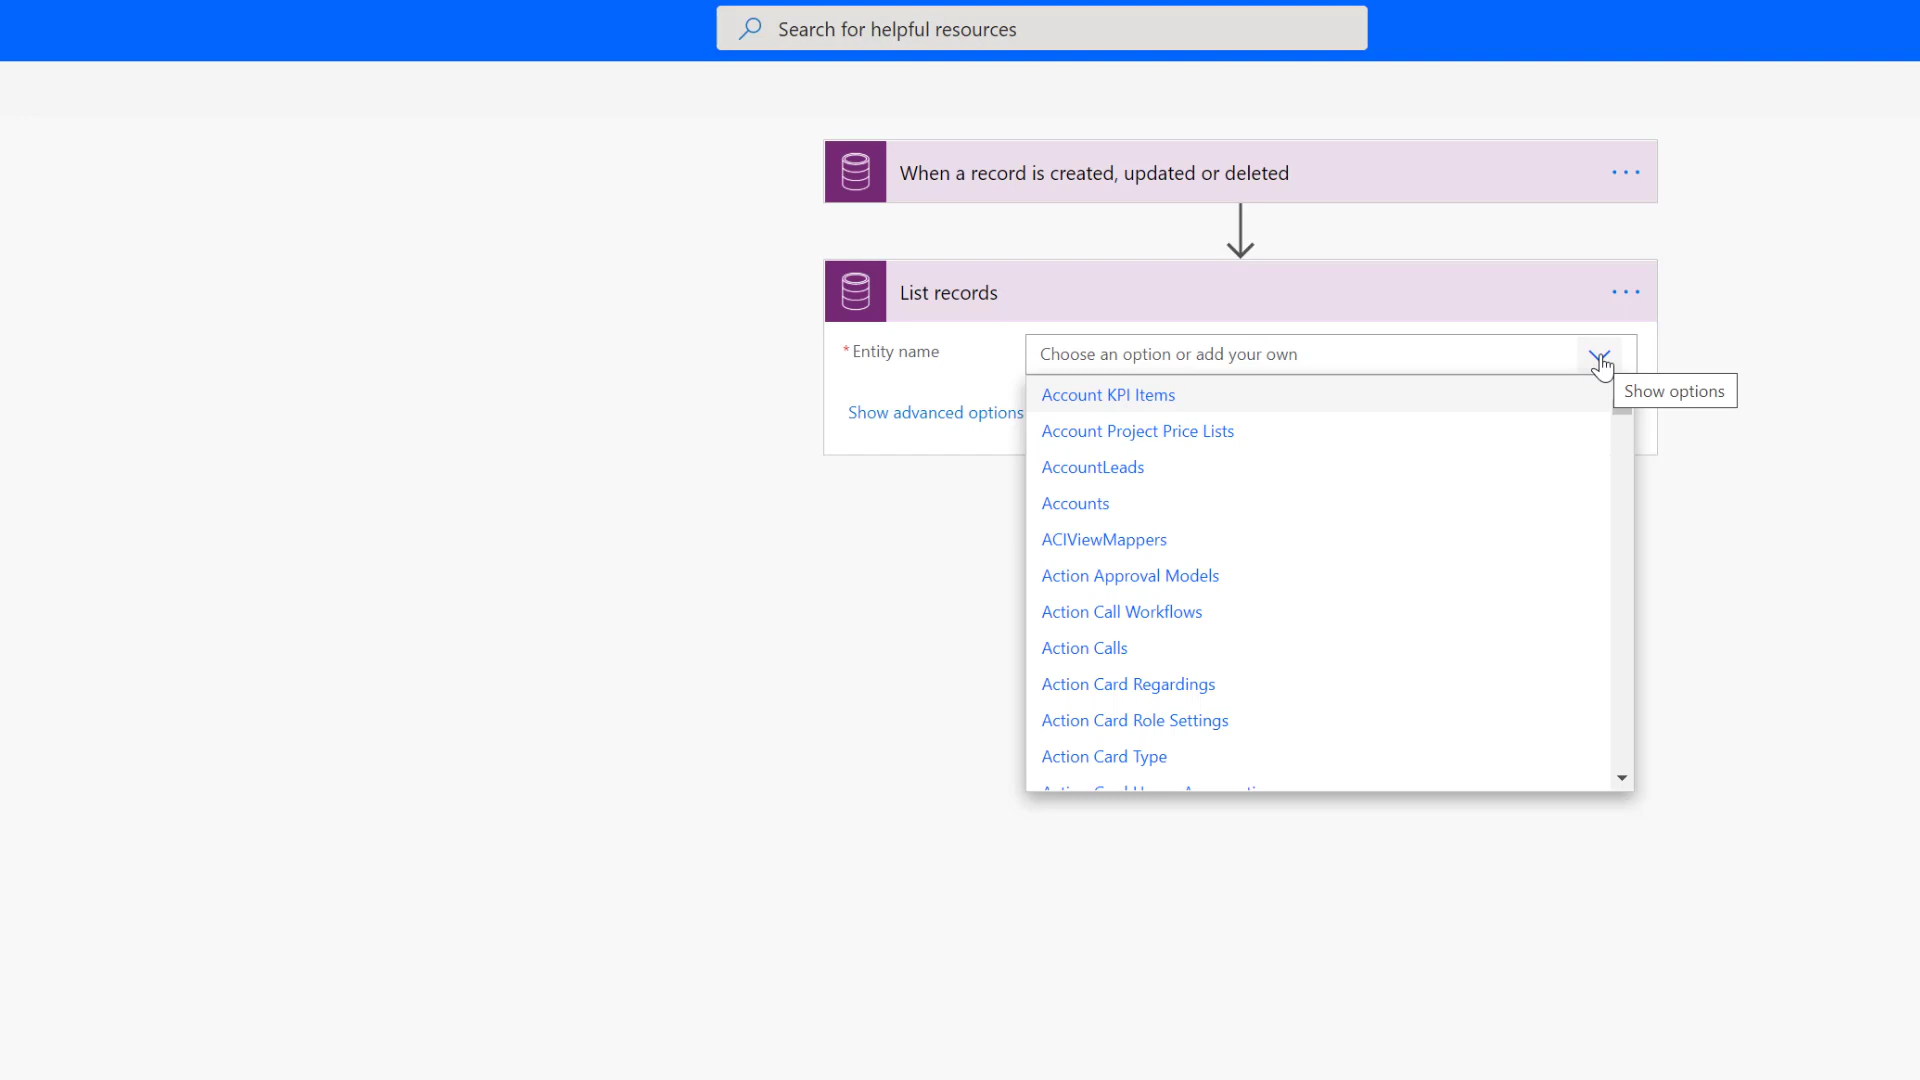 Search for helpful resources
When a record is created, updated or deleted
List records
* Entity name
Choose an option or add your own
Show options
Show advanced options
Account KPI Items
Account Project Price Lists
AccountLeads
Accounts
ACIViewMappers
Action Approval Models
Action Call Workflows
Action Calls
Action Card Regardings
Action Card Role Settings
Action Card Type